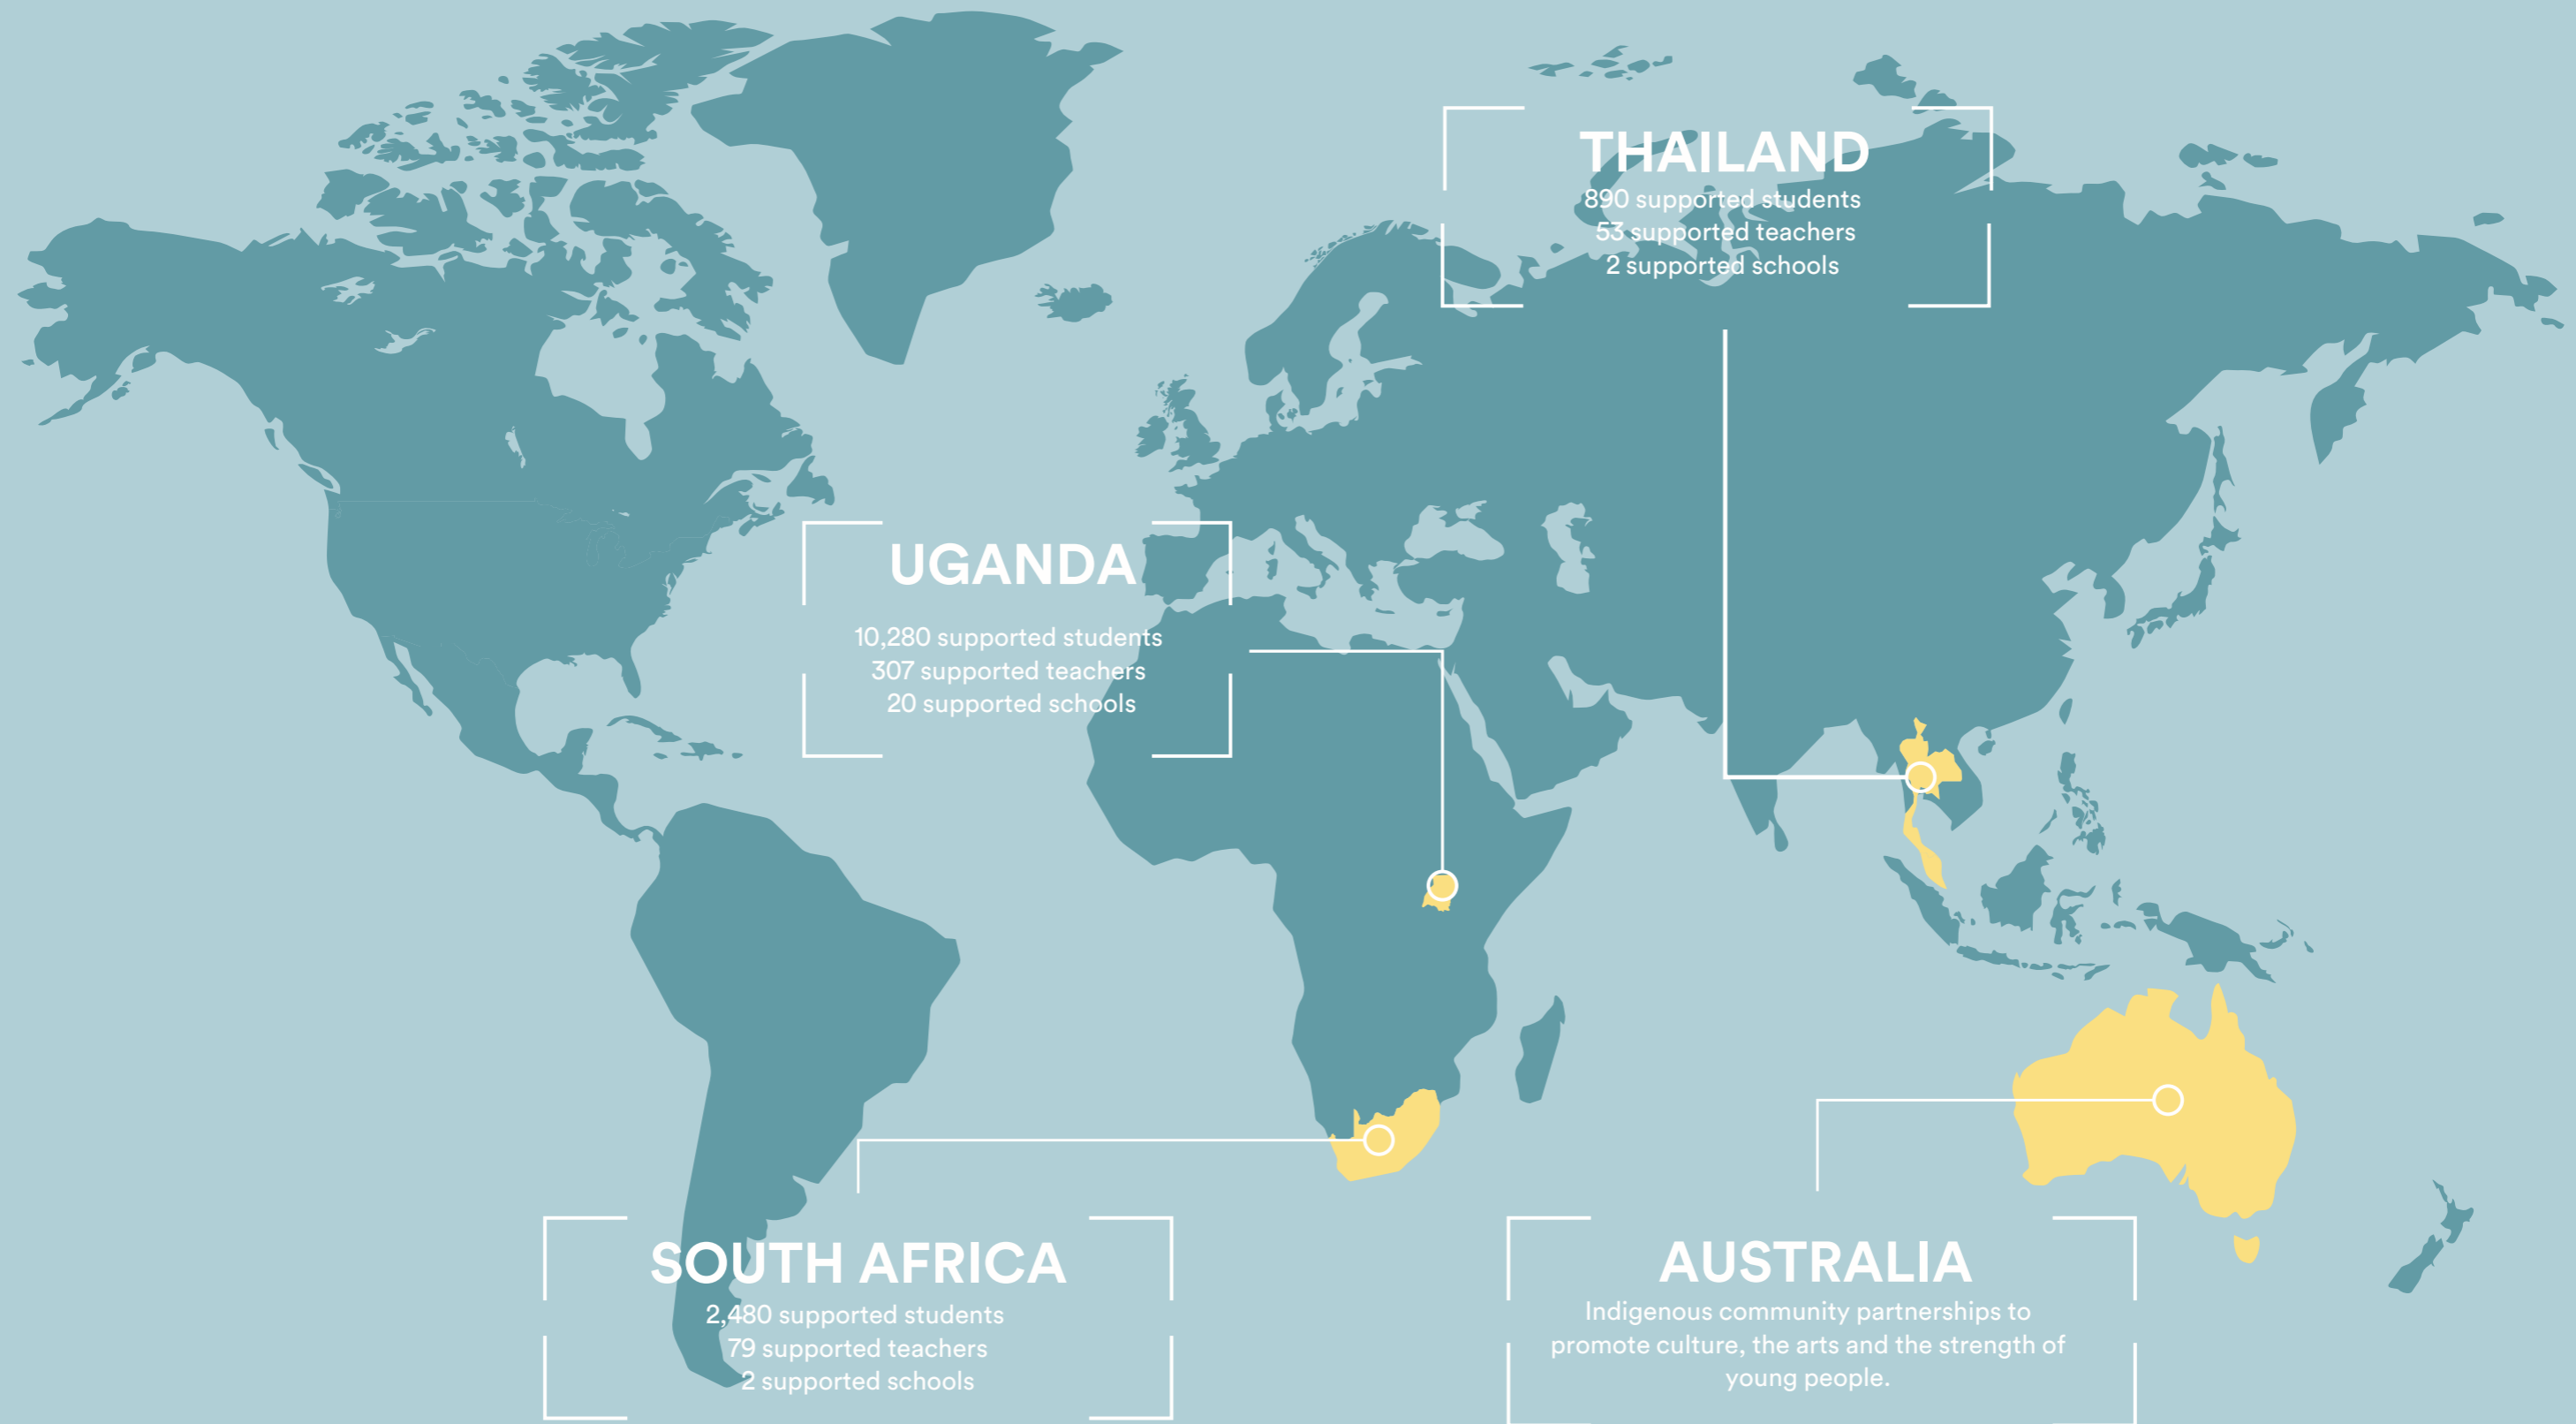 THAILAND
890 supported students
53 supported teachers
2 supported schools
UGANDA
10,280 supported students
307 supported teachers
20 supported schools
SOUTH AFRICA
2,480 supported students
79 supported teachers
2 supported schools
AUSTRALIA
Indigenous community partnerships to
promote culture, the arts and the strength of
young people.